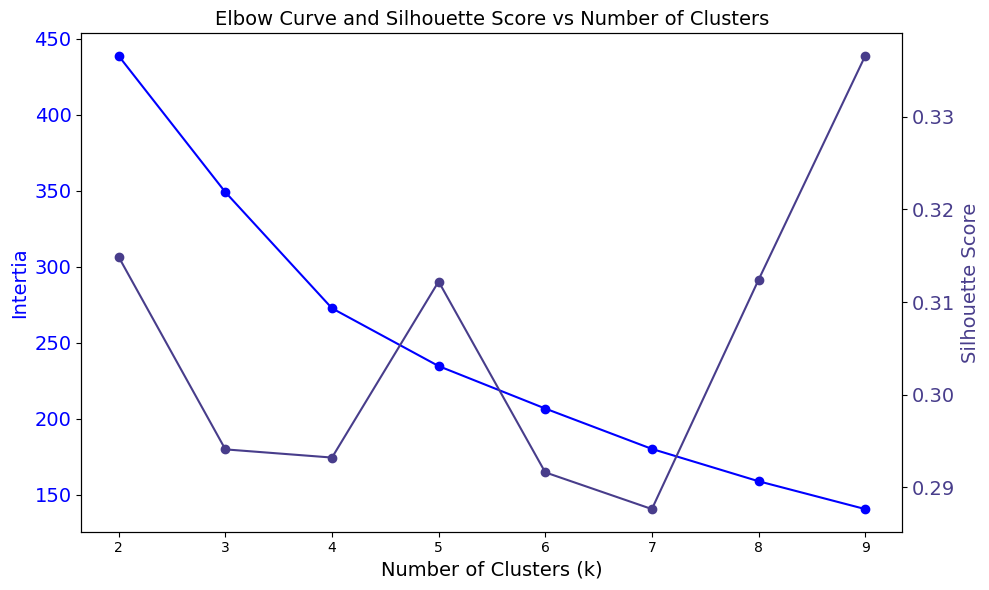 Elbow Curve and Silhouette Score vs Number of Clusters
450
400
350
300
250
200
150
Intertia
0.33
0.32
0.31
0.30
0.29
Silhouette Score
2 3 4 5 6 7 8 9
Number of Clusters (k)